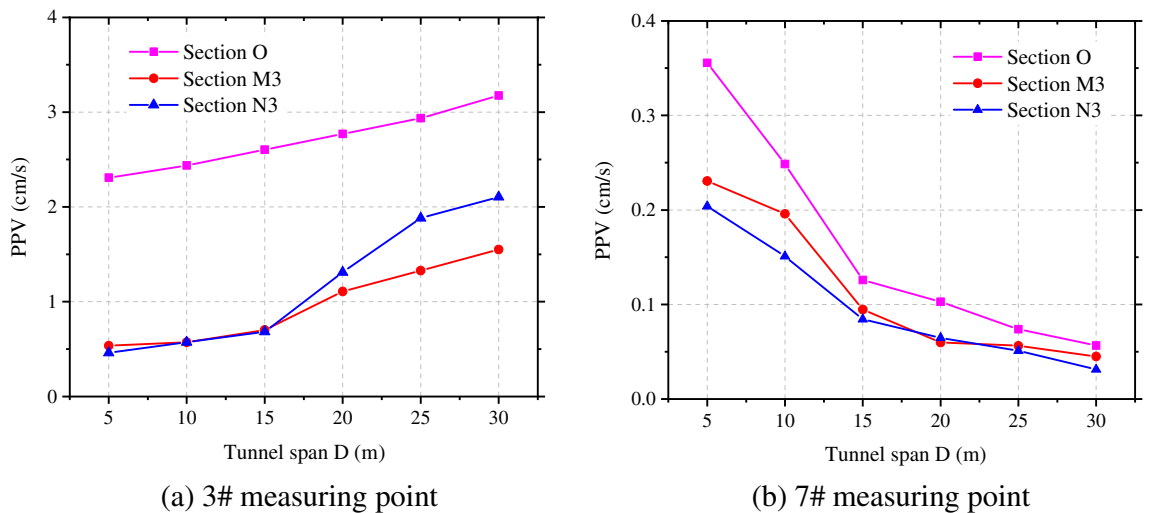 4
3
2
1
0
PPV (cm/s)
Section O
Section M3
Section N3
5 10 15 20 25 30
Tunnel span D (m)
(a) 3# measuring point
0.4
0.3
0.2
0.1
0.0
PPV (cm/s)
Section O
Section M3
Section N3
5 10 15 20 25 30
Tunnel span D (m)
(b) 7# measuring point